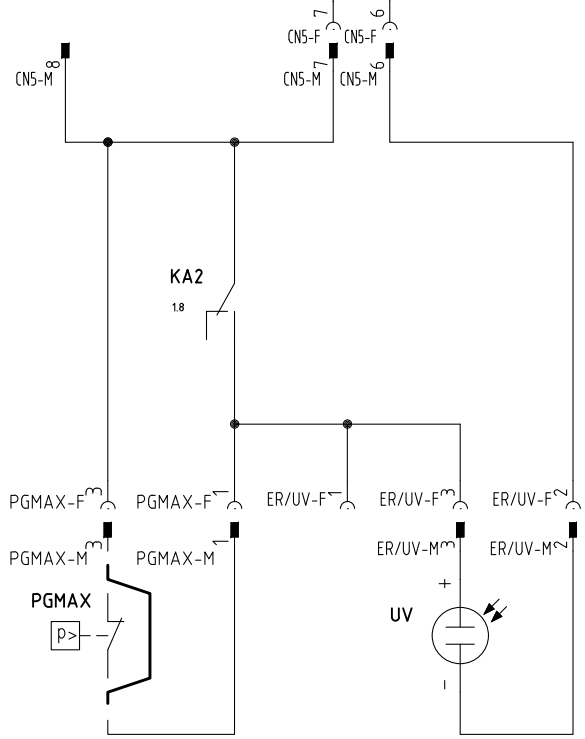 7 6
CN5-F CN5-F
8 7 6
CN5-M CN5-M CN5-M
KA2
1.8
3 1 1 3 2
PGMAX-F PGMAX-F ER/UV-F ER/UV-F ER/UV-F
3 1 3 2
PGMAX-M PGMAX-M ER/UV-M ER/UV-M
+
PGMAX
UV
p>
-